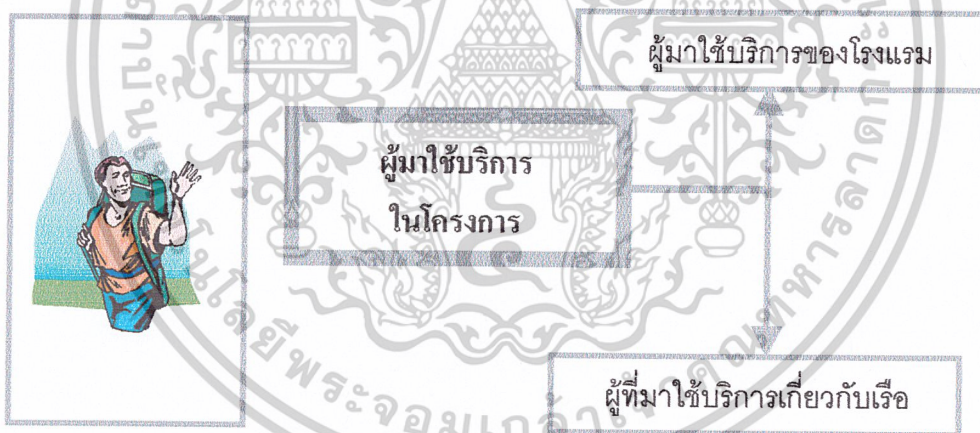 ผู้มาใช้บริการของโรงแรม
ผู้มาใช้บริการ
ในโครงการ
ผู้ที่มาใช้บริการเกี่ยวกับเรือ